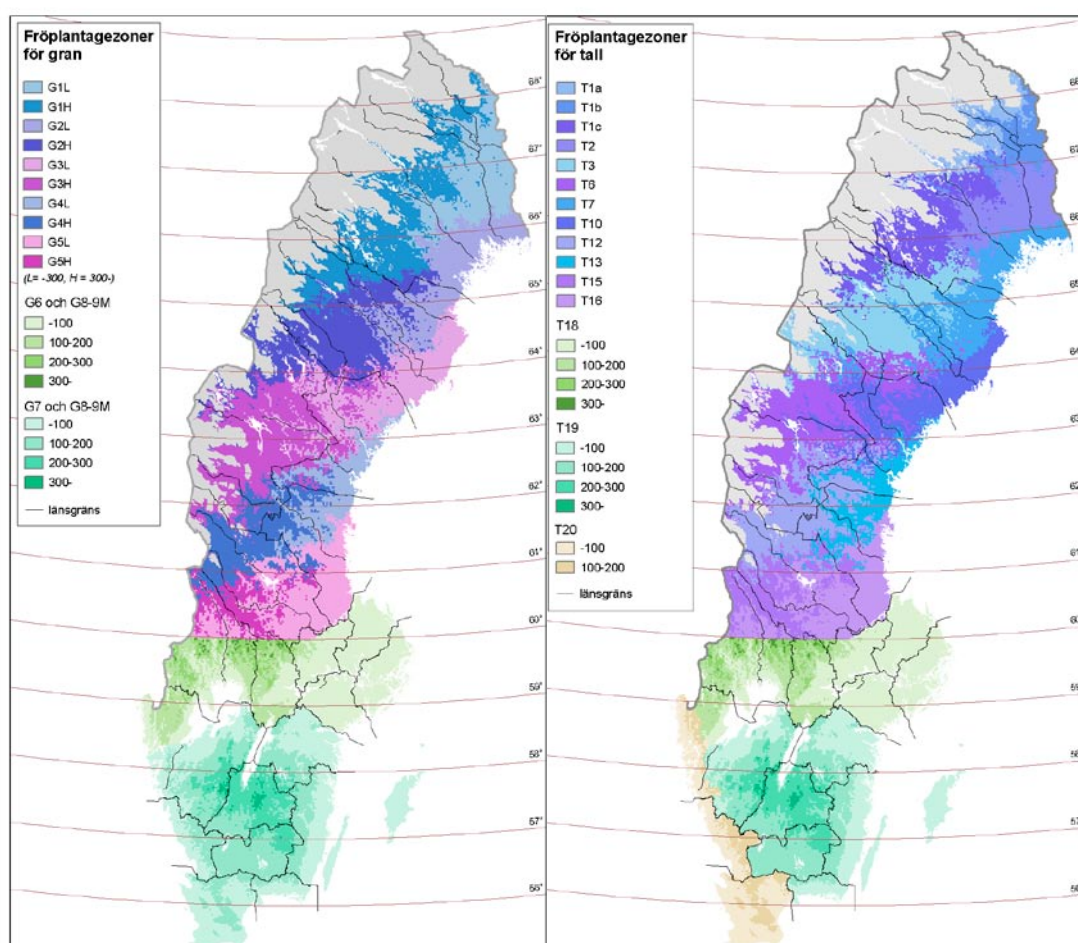 Fröplantagezoner
för gran
G1L
G1H
G2L
G2H
G3L
G3H
G4L
G4H
G5L
G5H
(L= -300, H = 300-)
G6 och G8-9M
-100
100-200
200-300
300-
G7 och G8-9M
-100
100-200
200-300
300-
länsgräns
68°
67°
66°
65°
64°
63°
62°
61°
60°
59°
58°
57°
56°
Fröplantagezoner
för tall
T1a
T1b
T1c
T2
T3
T6
T7
T10
T12
T13
T15
T16
T18
-100
100-200
200-300
300-
T19
-100
100-200
200-300
300-
T20
-100
100-200
länsgräns